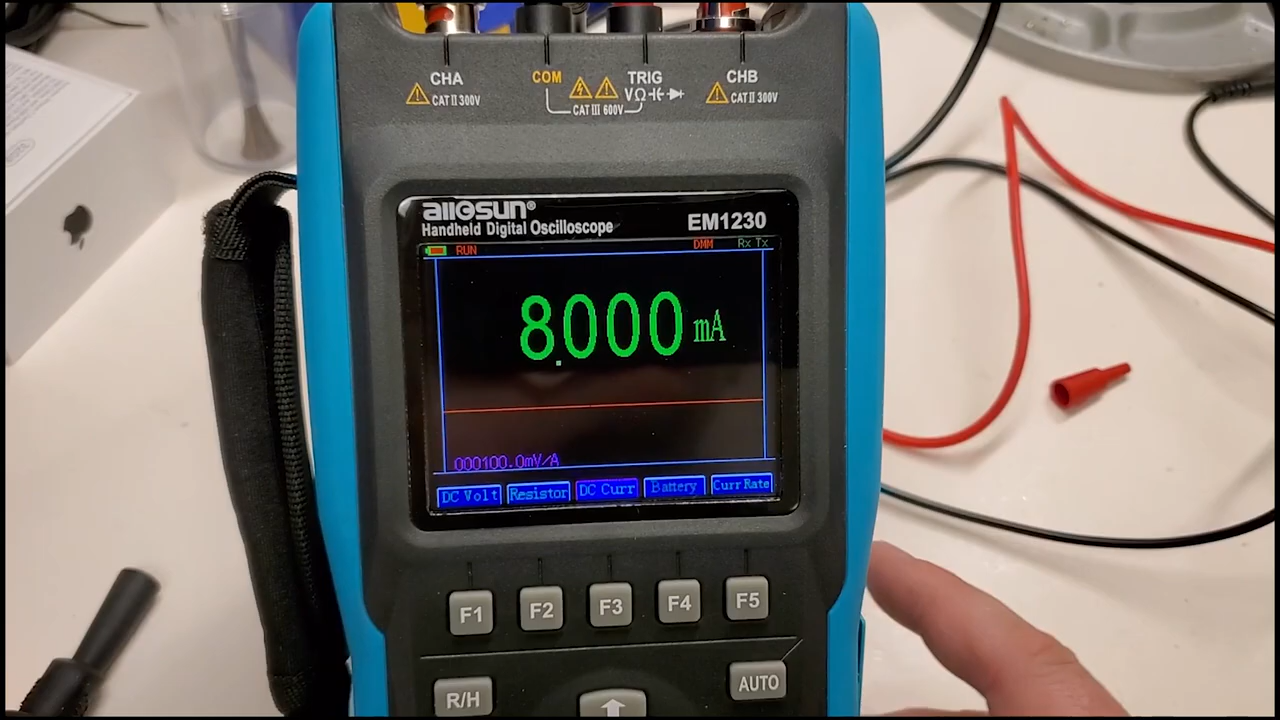 CHA COM TRIG CHB
CAT II 300V VΩ CAT II 300V
CAT III 600V
allosun®
Handheld Digital Oscilloscope EM1230
RUN DMM Rx Tx
8.000 mA
000100.0mV/A
DC Volt Resistor DC Curr Battery Curr Rate
F1 F2 F3 F4 F5
R/H AUTO